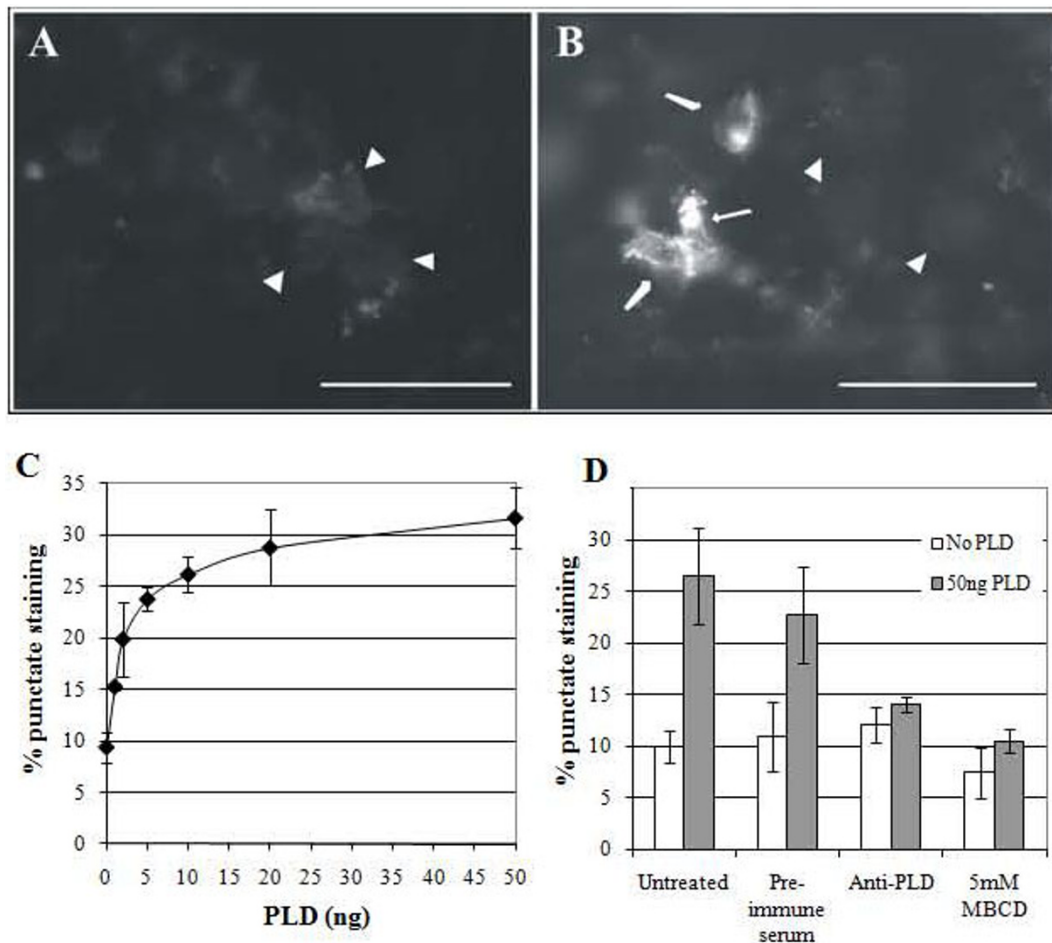 A
B
C
% punctate staining
35
30
25
20
15
10
5
0
0 5 10 15 20 25 30 35 40 45 50
PLD (ng)
D
% punctate staining
30
25
20
15
10
5
0
No PLD
50ng PLD
Untreated
Pre-
immune
serum
Anti-PLD
5mM
MBCD